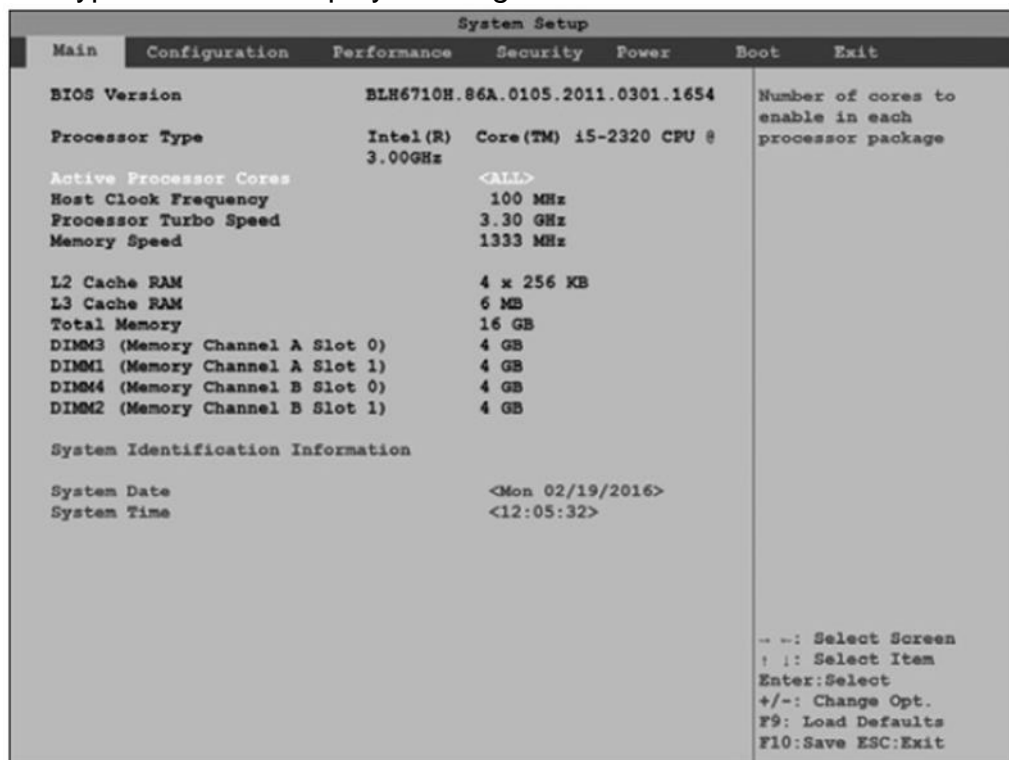 System Setup
Main Configuration Performance Security Power Boot Exit
BIOS Version BLH6710H.86A.0105.2011.0301.1654
Processor Type Intel(R) Core(TM) i5-2320 CPU @
3.00GHz
Active Processor Cores <ALL>
Host Clock Frequency 100 MHz
Processor Turbo Speed 3.30 GHz
Memory Speed 1333 MHz
L2 Cache RAM 4 x 256 KB
L3 Cache RAM 6 MB
Total Memory 16 GB
DIMM3 (Memory Channel A Slot 0) 4 GB
DIMM1 (Memory Channel A Slot 1) 4 GB
DIMM4 (Memory Channel B Slot 0) 4 GB
DIMM2 (Memory Channel B Slot 1) 4 GB
System Identification Information
System Date <Mon 02/19/2016>
System Time <12:05:32>
Number of cores to
enable in each
processor package
→ ←: Select Screen
↑ ↓: Select Item
Enter:Select
+/-: Change Opt.
F9: Load Defaults
F10:Save ESC:Exit